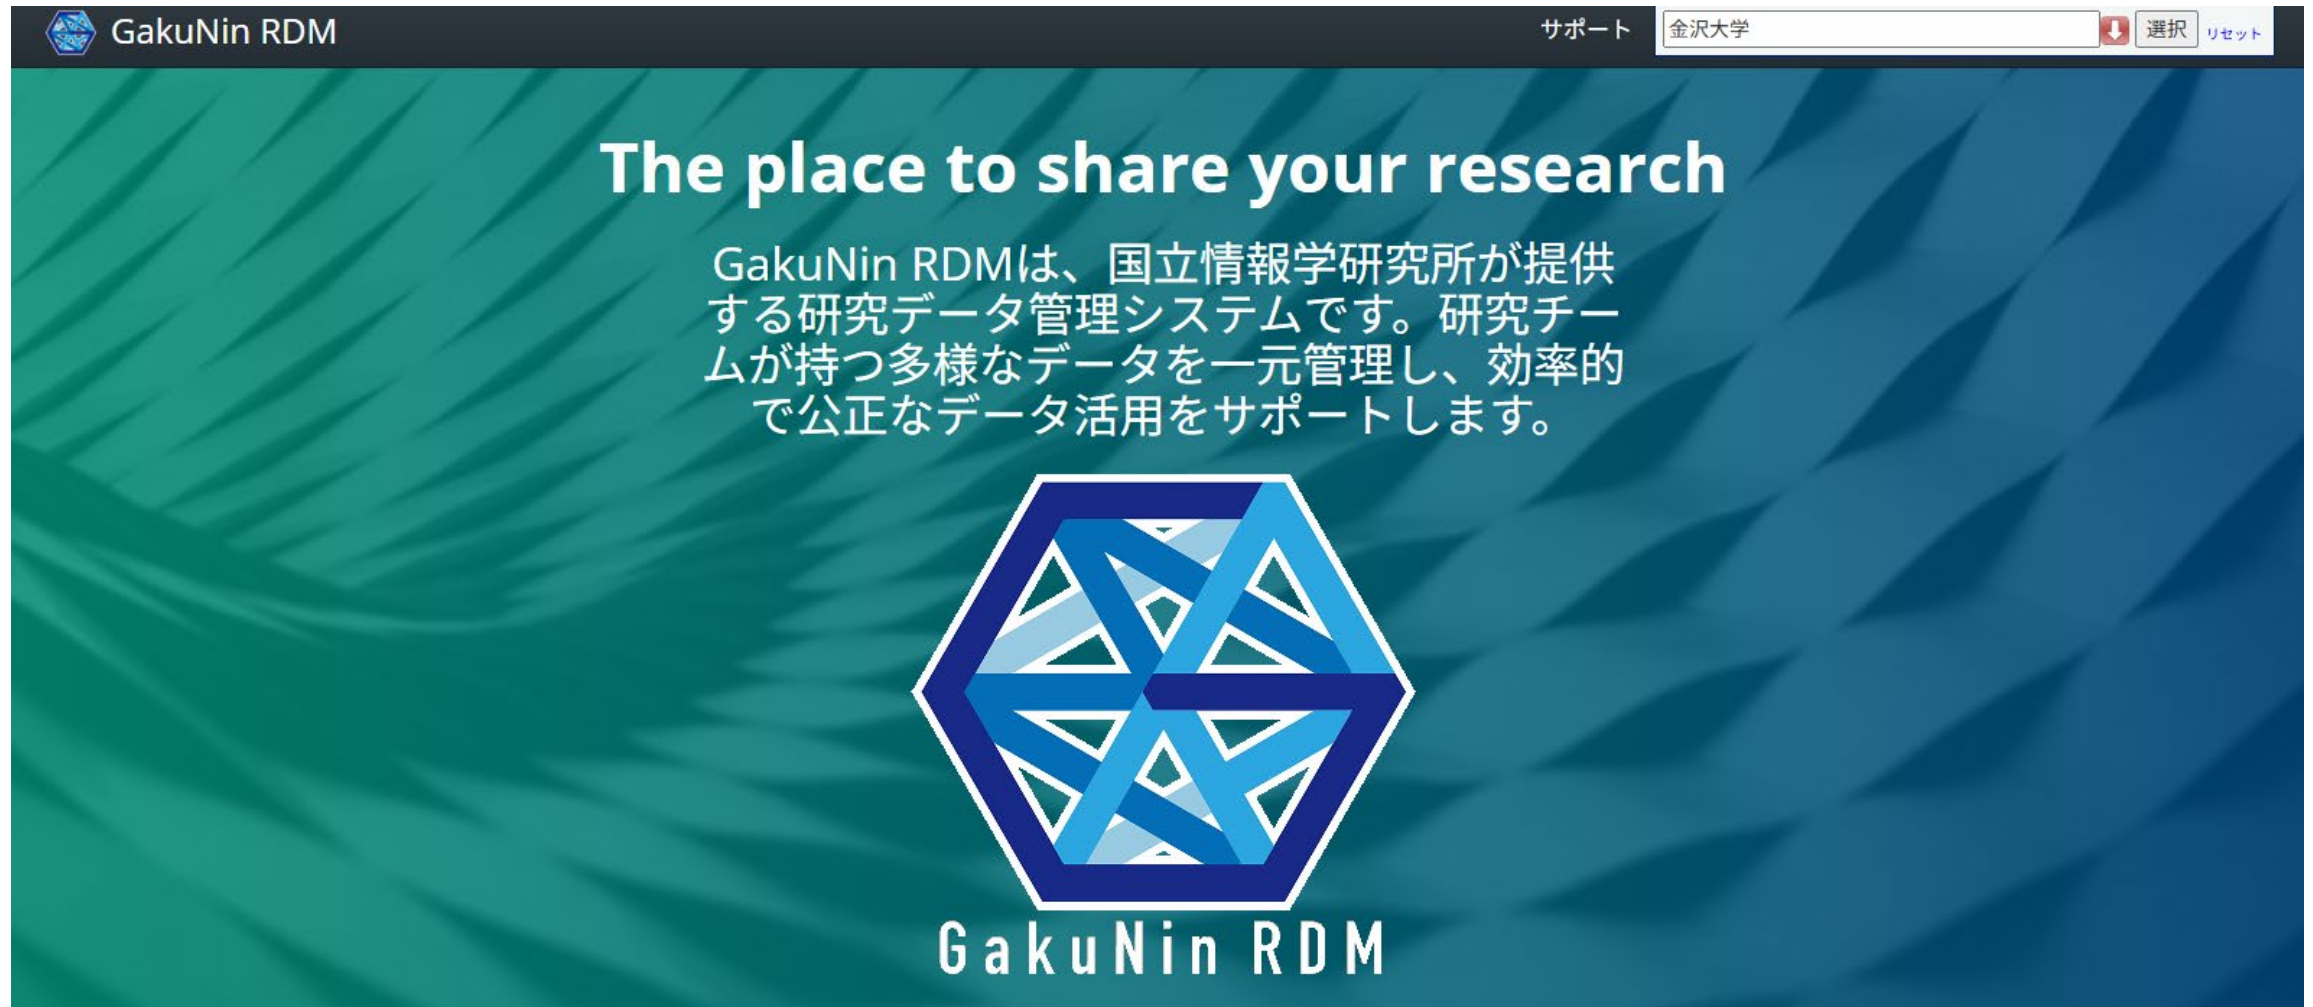 GakuNin RDM
サポート
金沢大学
選択
リセット
The place to share your research
GakuNin RDMは、国立情報学研究所が提供
する研究データ管理システムです。研究チー
ムが持つ多様なデータを一元管理し、効率的
で公正なデータ活用をサポートします。
GakuNin RDM